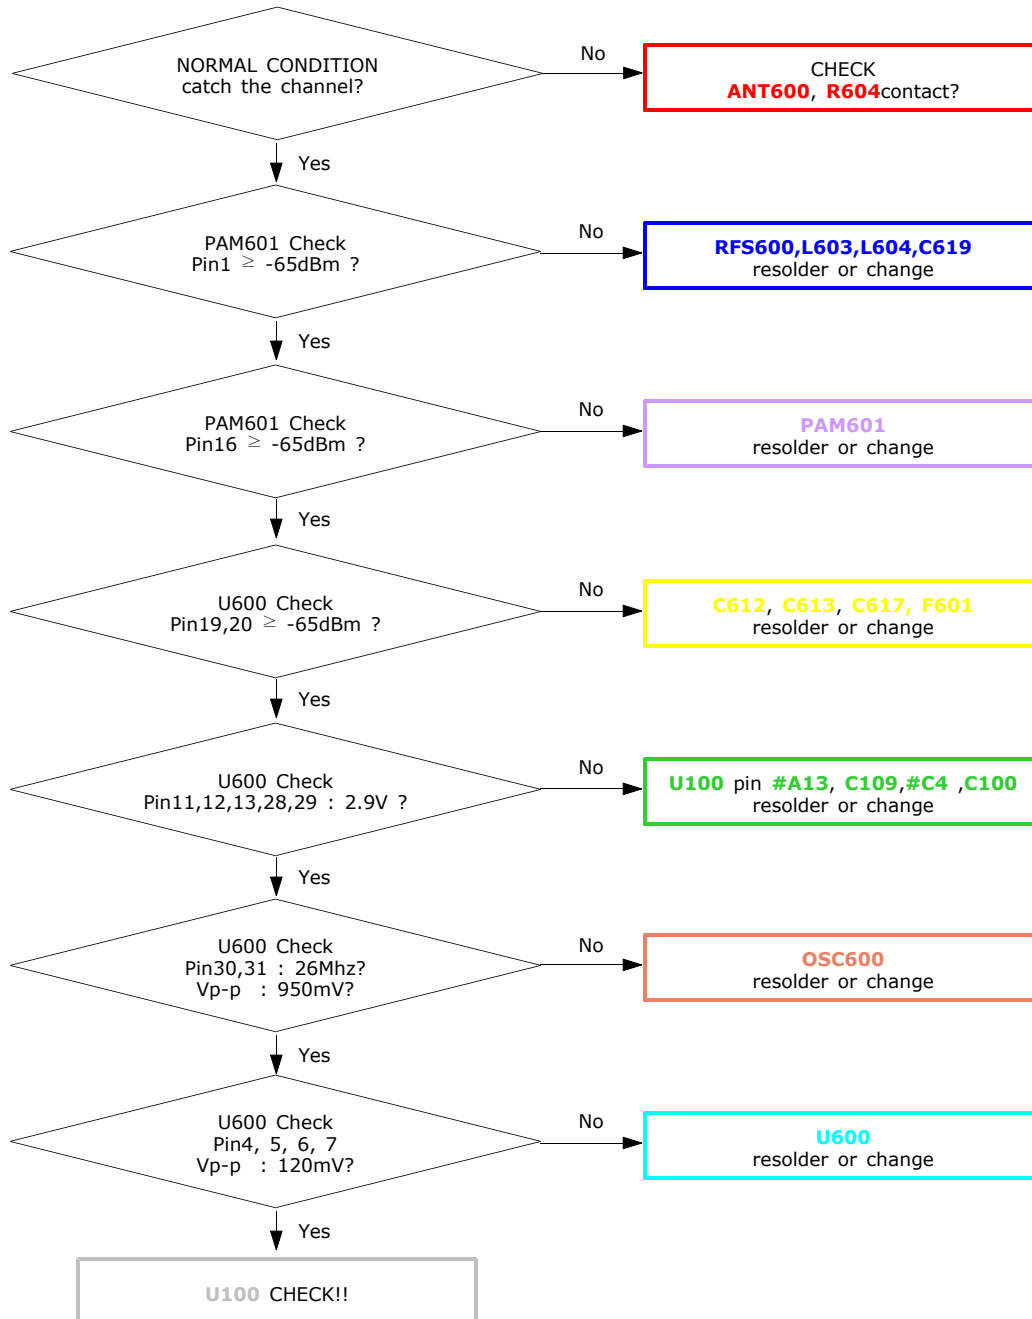 NORMAL CONDITION
catch the channel?
No
CHECK
ANT600, R604contact?
Yes
PAM601 Check
Pin1 ≥ -65dBm ?
No
RFS600,L603,L604,C619
resolder or change
Yes
PAM601 Check
Pin16 ≥ -65dBm ?
No
PAM601
resolder or change
Yes
U600 Check
Pin19,20 ≥ -65dBm ?
No
C612, C613, C617, F601
resolder or change
Yes
U600 Check
Pin11,12,13,28,29 : 2.9V ?
No
U100 pin #A13, C109,#C4 ,C100
resolder or change
Yes
U600 Check
Pin30,31 : 26Mhz?
Vp-p : 950mV?
No
OSC600
resolder or change
Yes
U600 Check
Pin4, 5, 6, 7
Vp-p : 120mV?
No
U600
resolder or change
Yes
U100 CHECK!!